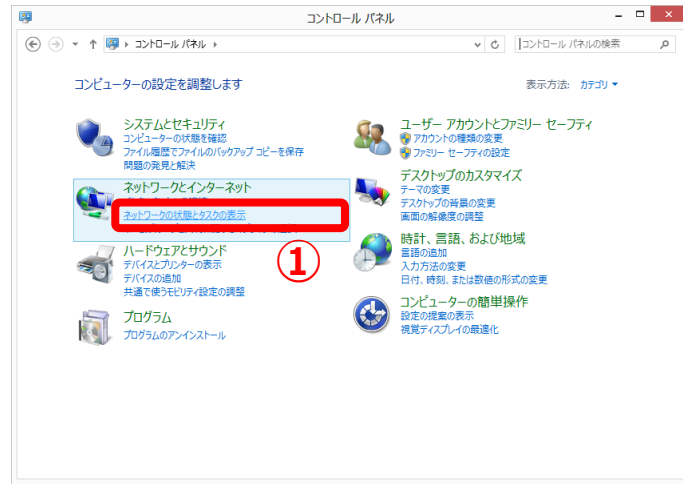 コントロール パネル
コントロール パネル
コントロール パネルの検索
コンピューターの設定を調整します
表示方法: カテゴリ
システムとセキュリティ
コンピューターの状態を確認
ファイル履歴でファイルのバックアップ コピーを保存
問題の発見と解決
ネットワークとインターネット
ネットワークの状態とタスクの表示
ハードウェアとサウンド
デバイスとプリンターの表示
デバイスの追加
共通で使うモビリティ設定の調整
プログラム
プログラムのアンインストール
①
ユーザー アカウントとファミリー セーフティ
アカウントの種類の変更
ファミリー セーフティの設定
デスクトップのカスタマイズ
テーマの変更
デスクトップの背景の変更
画面の解像度の調整
時計、言語、および地域
言語の追加
入力方法の変更
日付、時刻、または数値の形式の変更
コンピューターの簡単操作
設定の提案の表示
視覚ディスプレイの最適化